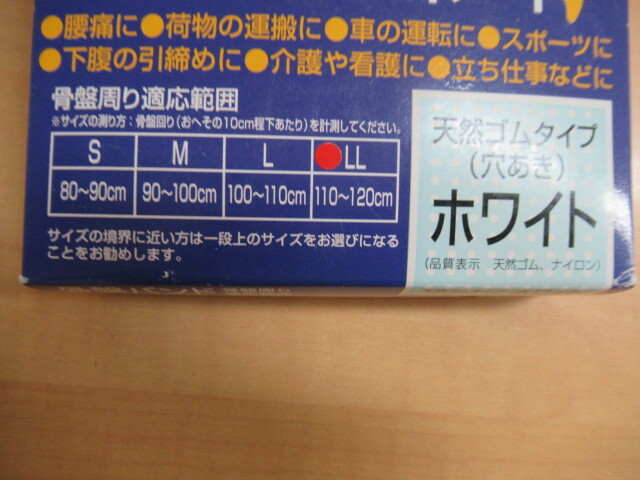 ●腰痛に●荷物の運搬に●車の運転に●スポーツに
●下腹の引締めに●介護や看護に●立ち仕事などに
骨盤周り適応範囲
※サイズの測り方：骨盤回り（おへその10cm程下あたり）を計測してください。
S M L ●LL
80〜90cm 90〜100cm 100〜110cm 110〜120cm
サイズの境界に近い方は一段上のサイズをお選びになる
ことをお勧めします。
天然ゴムタイプ
（穴あき）
ホワイト
（品質表示 天然ゴム、ナイロン）